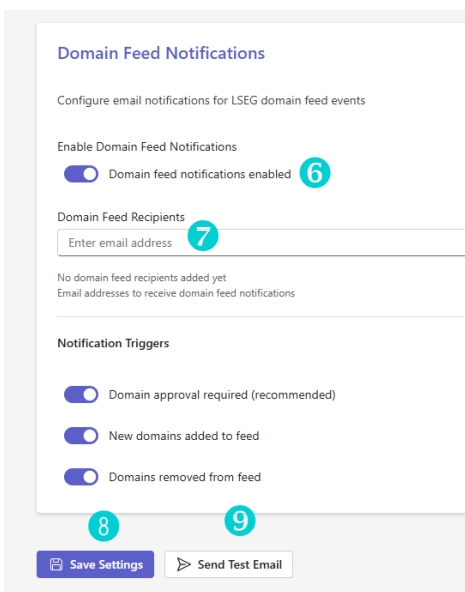 Domain Feed Notifications
Configure email notifications for LSEG domain feed events
Enable Domain Feed Notifications
Domain feed notifications enabled 6
Domain Feed Recipients
Enter email address 7
No domain feed recipients added yet
Email addresses to receive domain feed notifications
Notification Triggers
Domain approval required (recommended)
New domains added to feed
Domains removed from feed
8 9
Save Settings Send Test Email